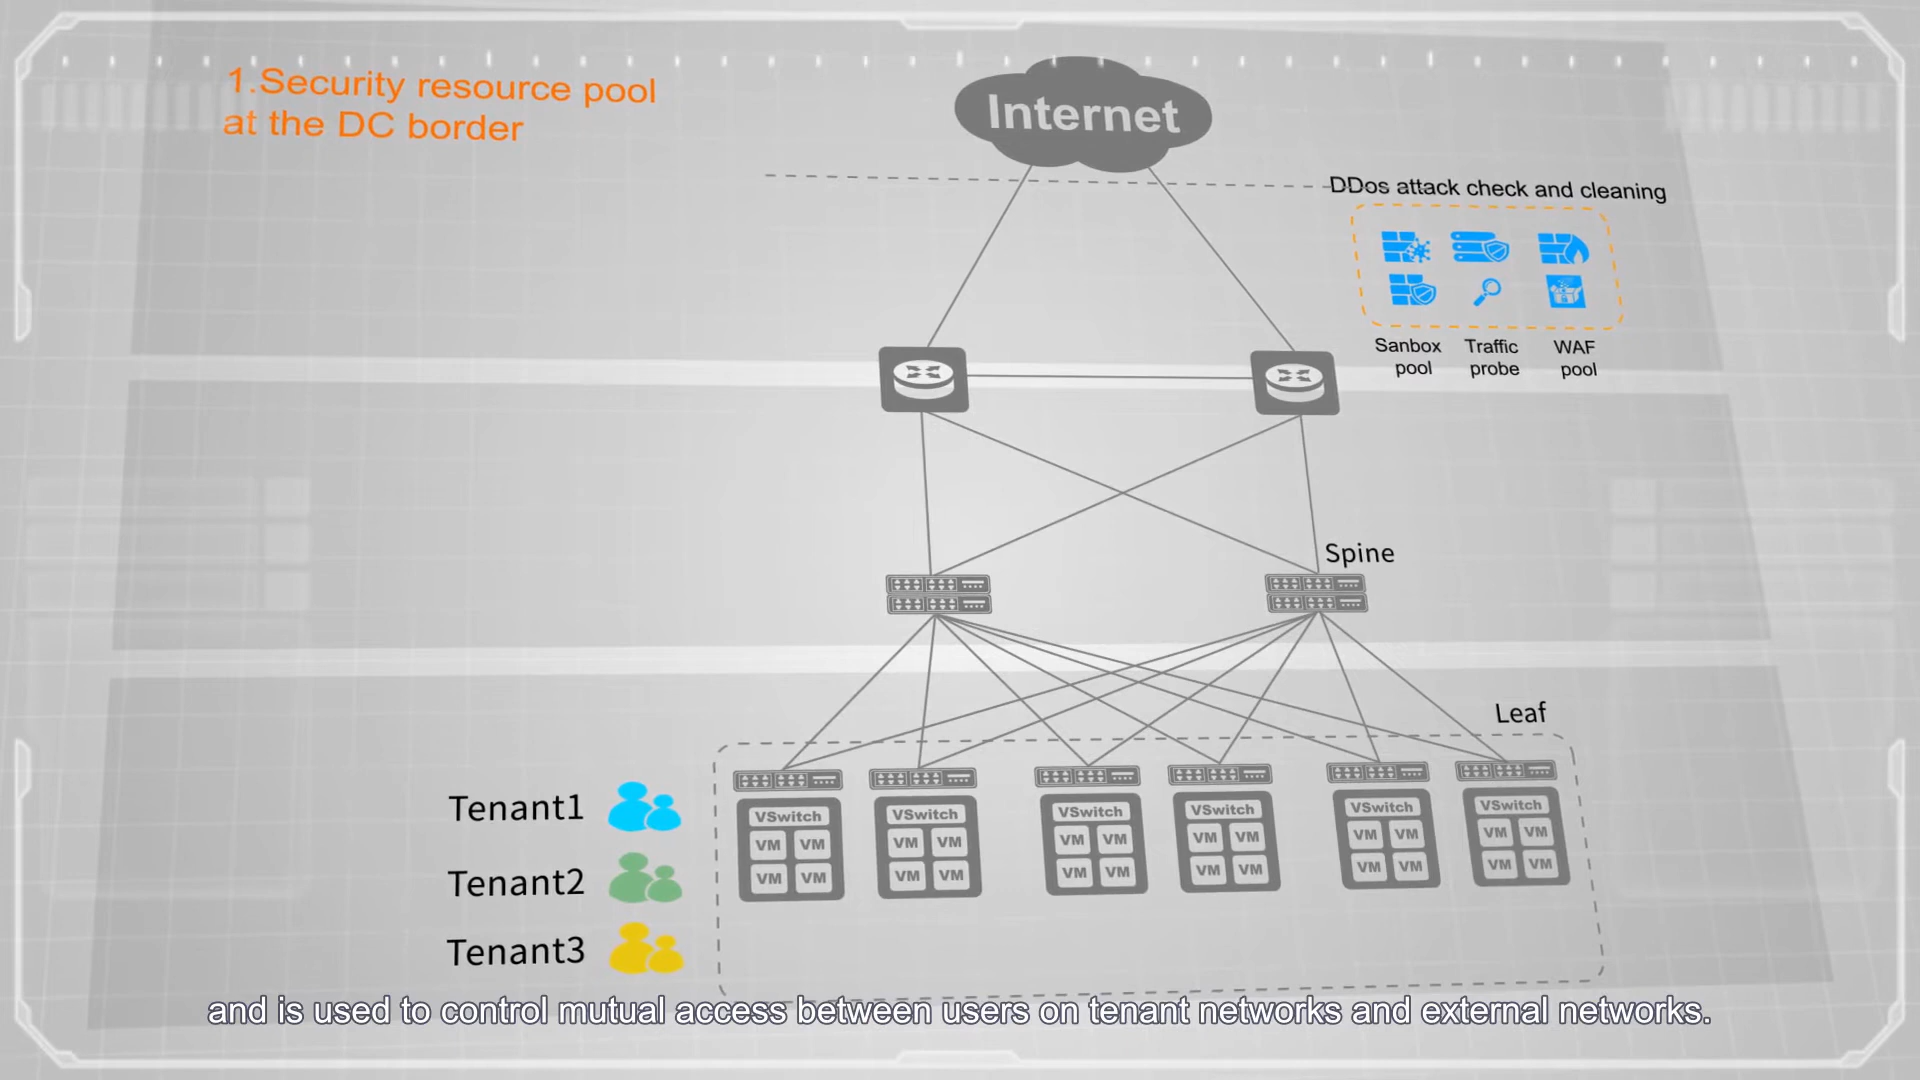 1.Security resource pool
at the DC border
Internet
DDos attack check and cleaning
Sanbox
pool
Traffic
probe
WAF
pool
Spine
Leaf
Tenant1
Tenant2
Tenant3
VSwitch
VM VM
VM VM
VSwitch
VM VM
VM VM
VSwitch
VM VM
VM VM
VSwitch
VM VM
VM VM
VSwitch
VM VM
VM VM
VSwitch
VM VM
VM VM
and is used to control mutual access between users on tenant networks and external networks.